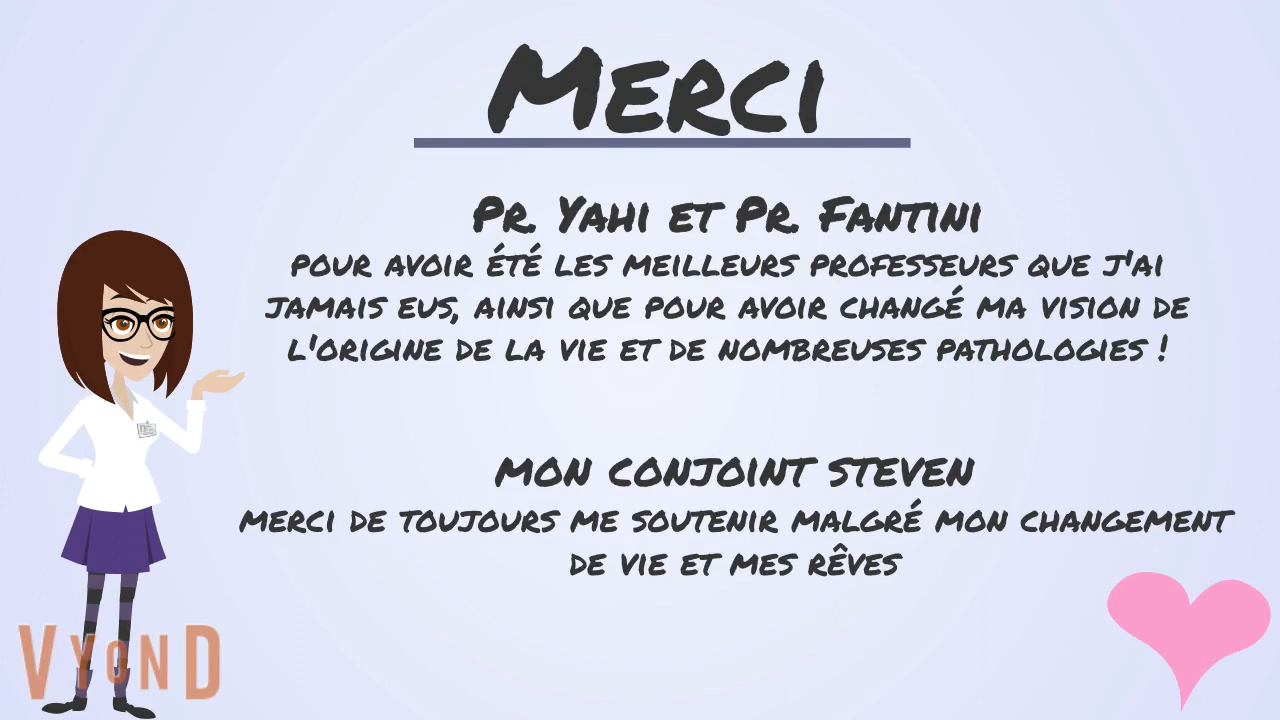 Merci
Pr. Yahi et Pr. Fantini
pour avoir été les meilleurs professeurs que j'ai
jamais eus, ainsi que pour avoir changé ma vision de
l'origine de la vie et de nombreuses pathologies !
mon conjoint steven
merci de toujours me soutenir malgré mon changement
de vie et mes rêves
VYOND